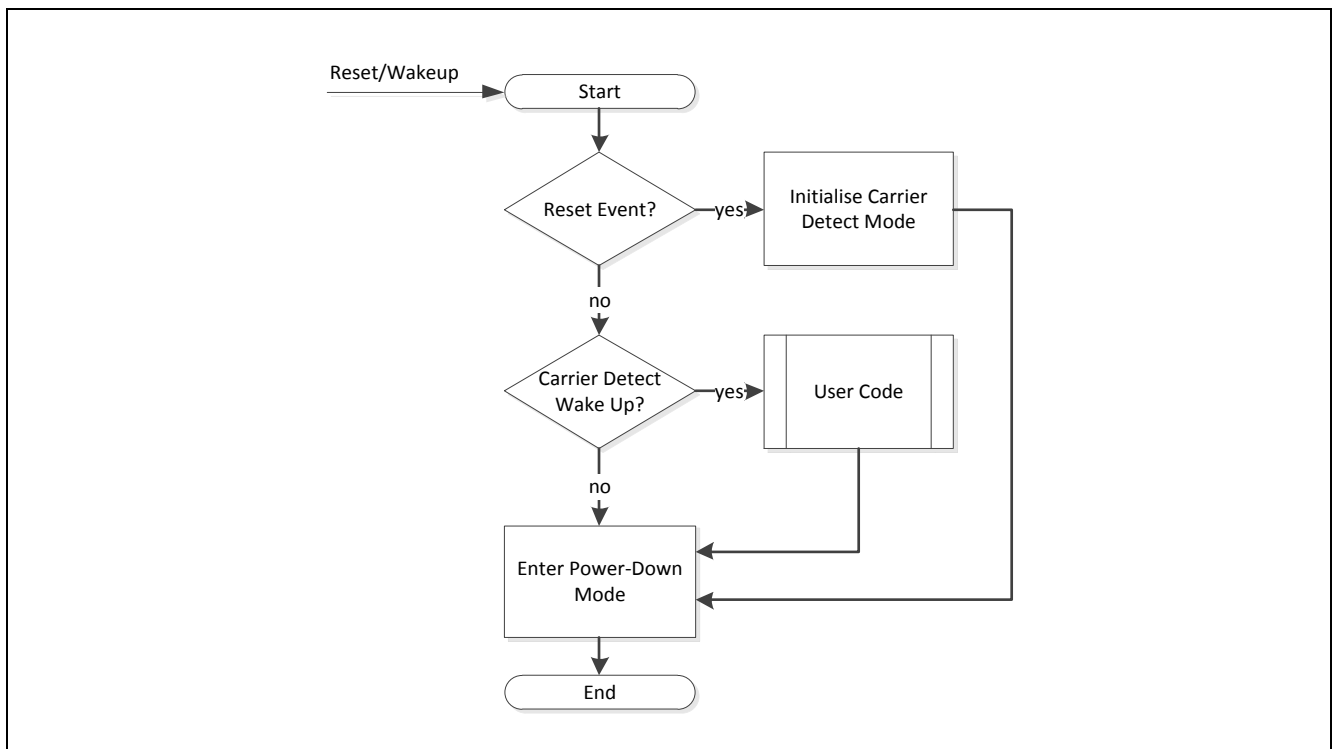 Reset/Wakeup
Start
Reset Event?
yes
Initialise Carrier
Detect Mode
no
Carrier Detect
Wake Up?
yes
User Code
no
Enter Power-Down
Mode
End